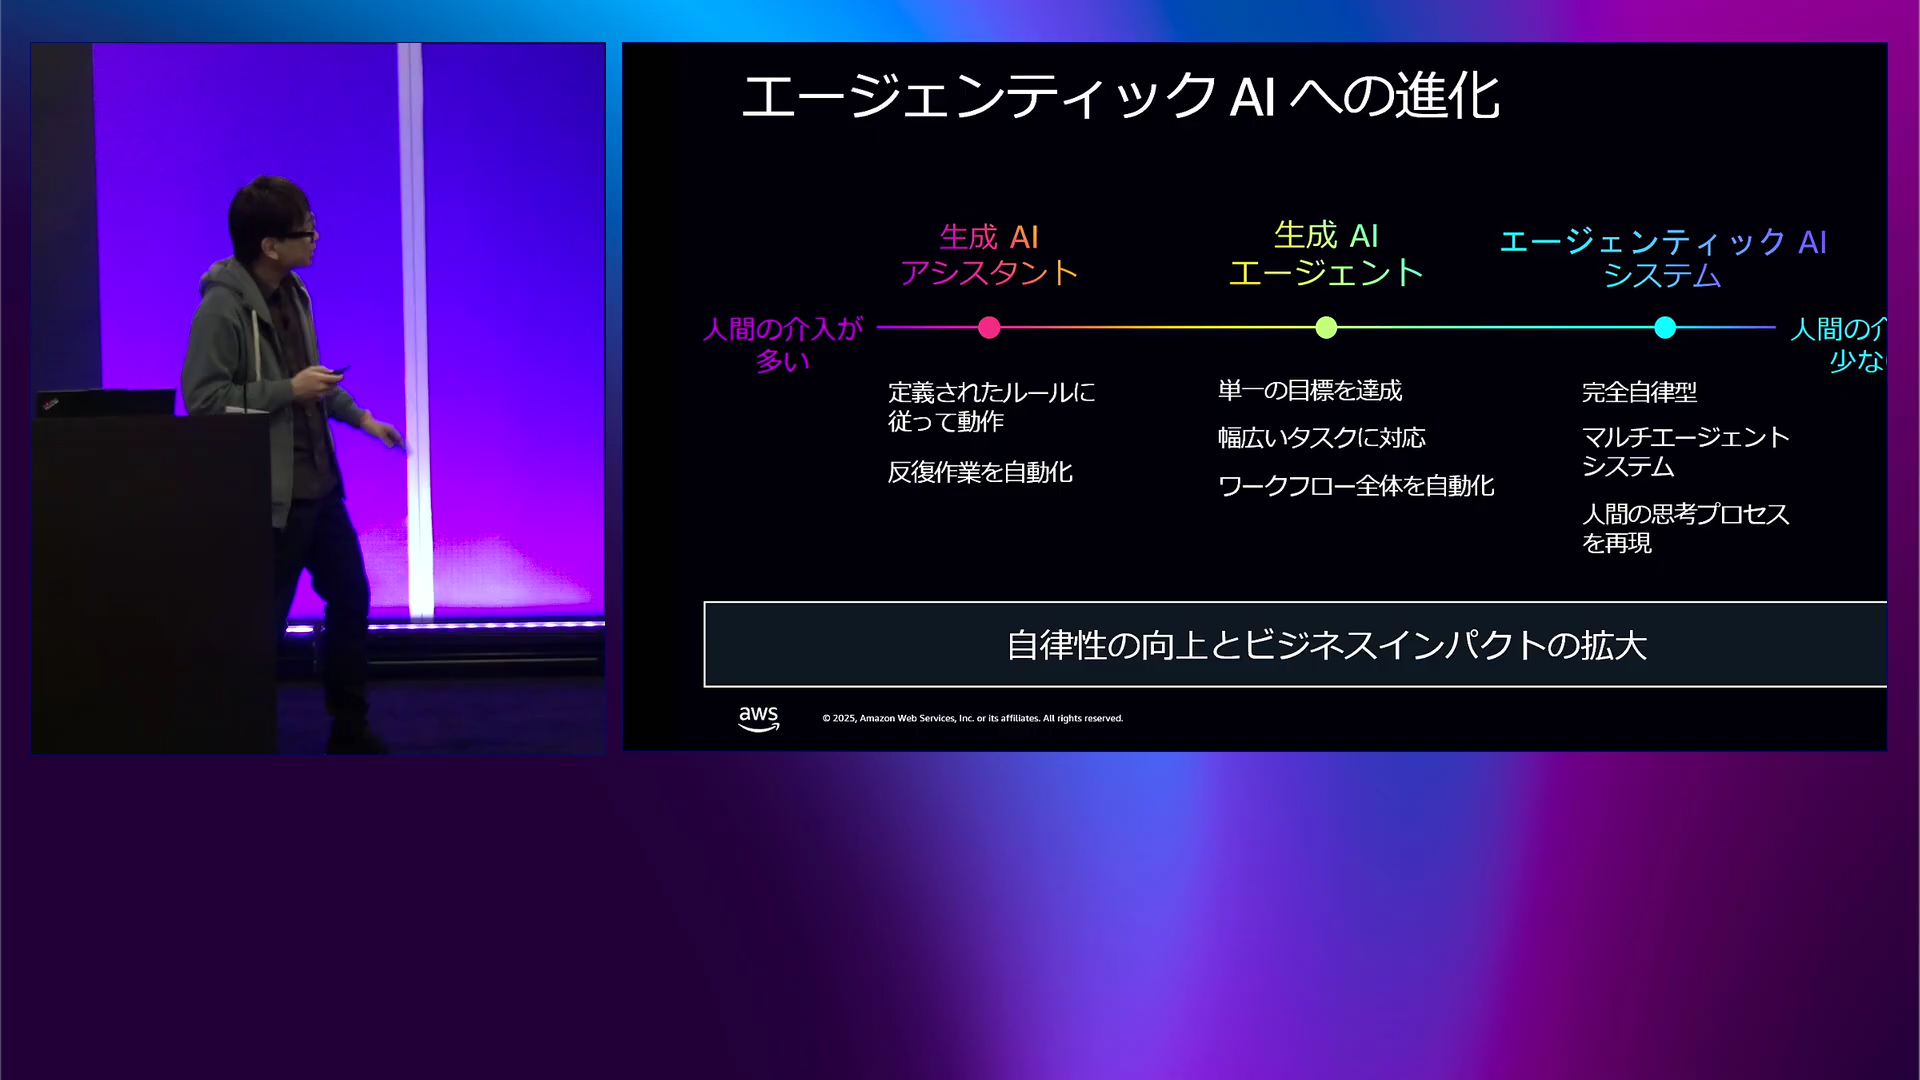 エージェンティック AI への進化
生成 AI
アシスタント
生成 AI
エージェント
エージェンティック AI
システム
人間の介入が
多い
人間の介
少な
定義されたルールに
従って動作
反復作業を自動化
単一の目標を達成
幅広いタスクに対応
ワークフロー全体を自動化
完全自律型
マルチエージェント
システム
人間の思考プロセス
を再現
自律性の向上とビジネスインパクトの拡大
aws
© 2025, Amazon Web Services, Inc. or its affiliates. All rights reserved.